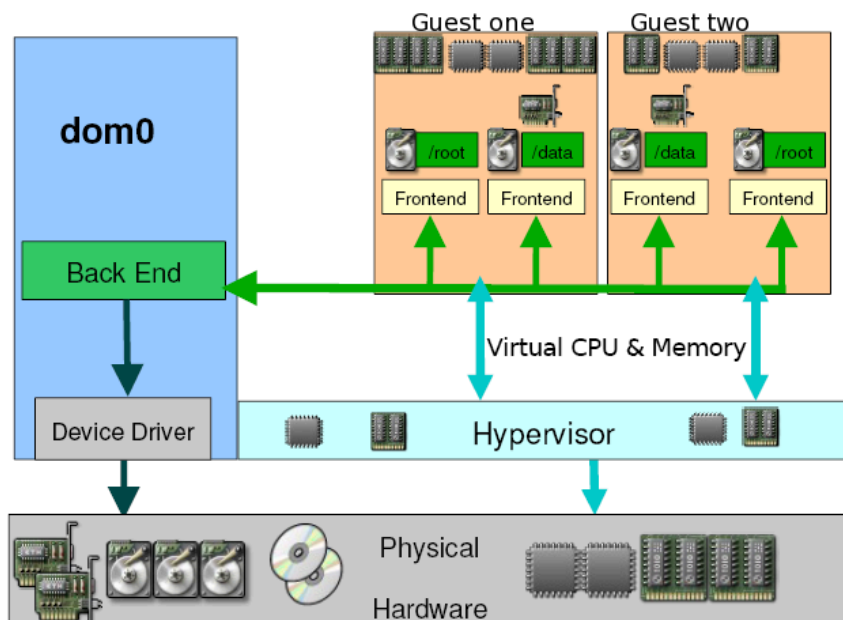 Guest one
Guest two
dom0
/root
/data
/data
/root
Frontend
Frontend
Frontend
Frontend
Back End
Virtual CPU & Memory
Device Driver
Hypervisor
Physical
Hardware